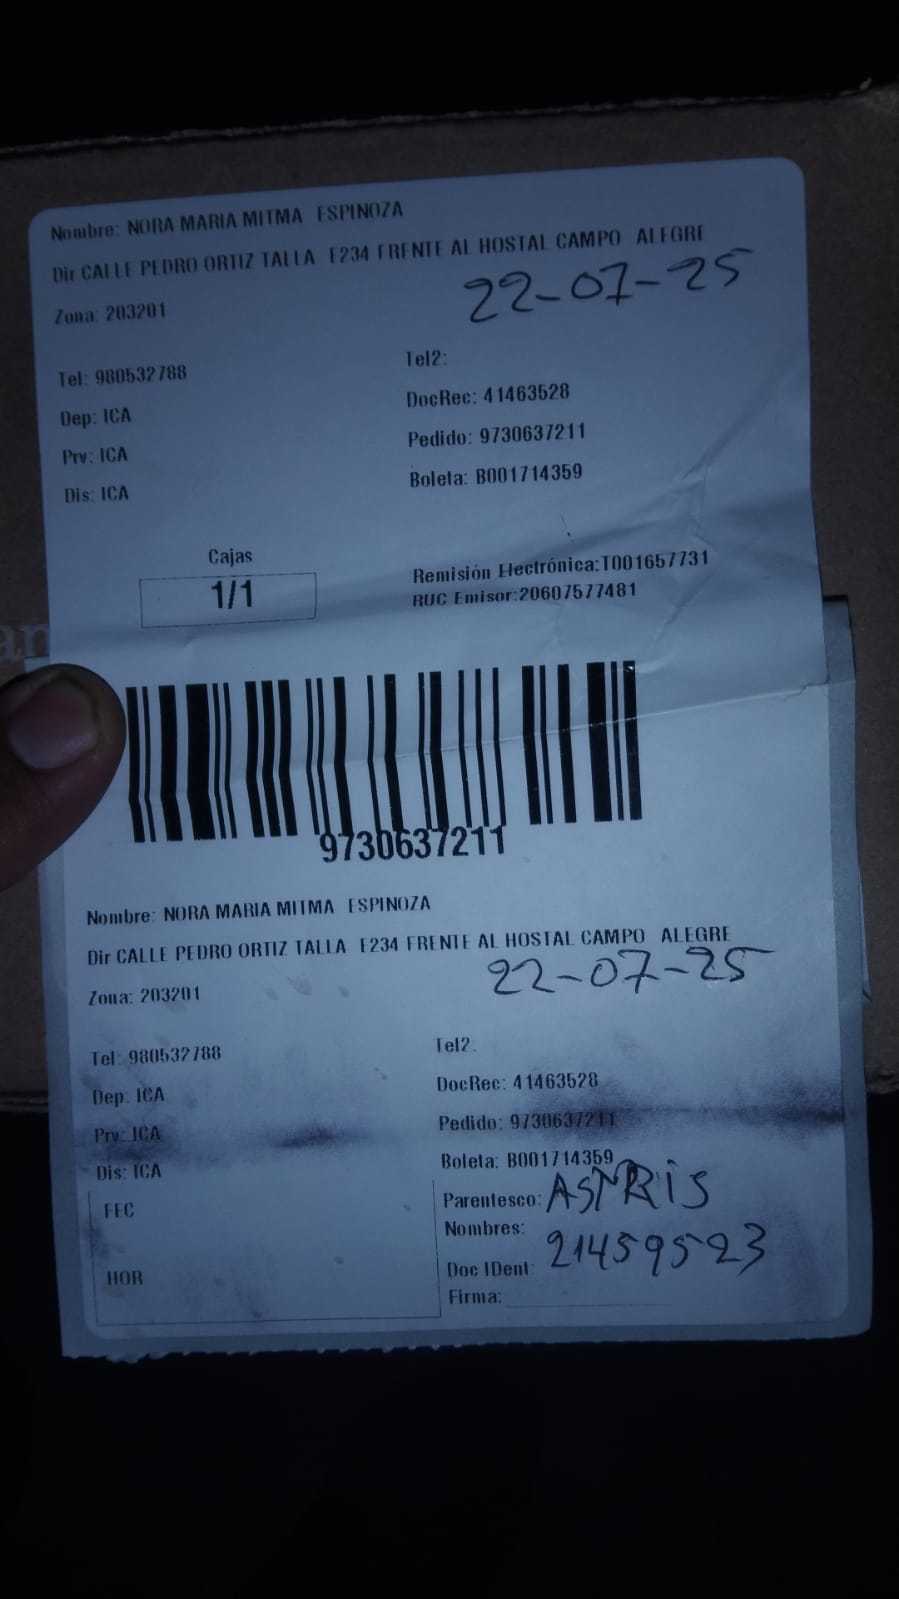 Nombre: NORA MARIA MITMA ESPINOZA
Dir CALLE PEDRO ORTIZ TALLA E234 FRENTE AL HOSTAL CAMPO ALEGRE
22-07-25
Zona: 203201
Tel: 980532788
Tel2:
Dep: ICA
DocRec: 41463528
Prv: ICA
Pedido: 9730637211
Dis: ICA
Boleta: B001714359
Cajas
1/1
Remisión Electrónica:T001657731
RUC Emisor:20607577481
9730637211
Nombre: NORA MARIA MITMA ESPINOZA
Dir CALLE PEDRO ORTIZ TALLA E234 FRENTE AL HOSTAL CAMPO ALEGRE
22-07-25
Zona: 203201
Tel: 980532788
Tel2:
Dep: ICA
DocRec: 41463528
Prv: ICA
Pedido: 9730637211
Dis: ICA
Boleta: B001714359
FEC
Parentesco:
Nombres:
HOR
Doc IDent: 21459523
Firma: